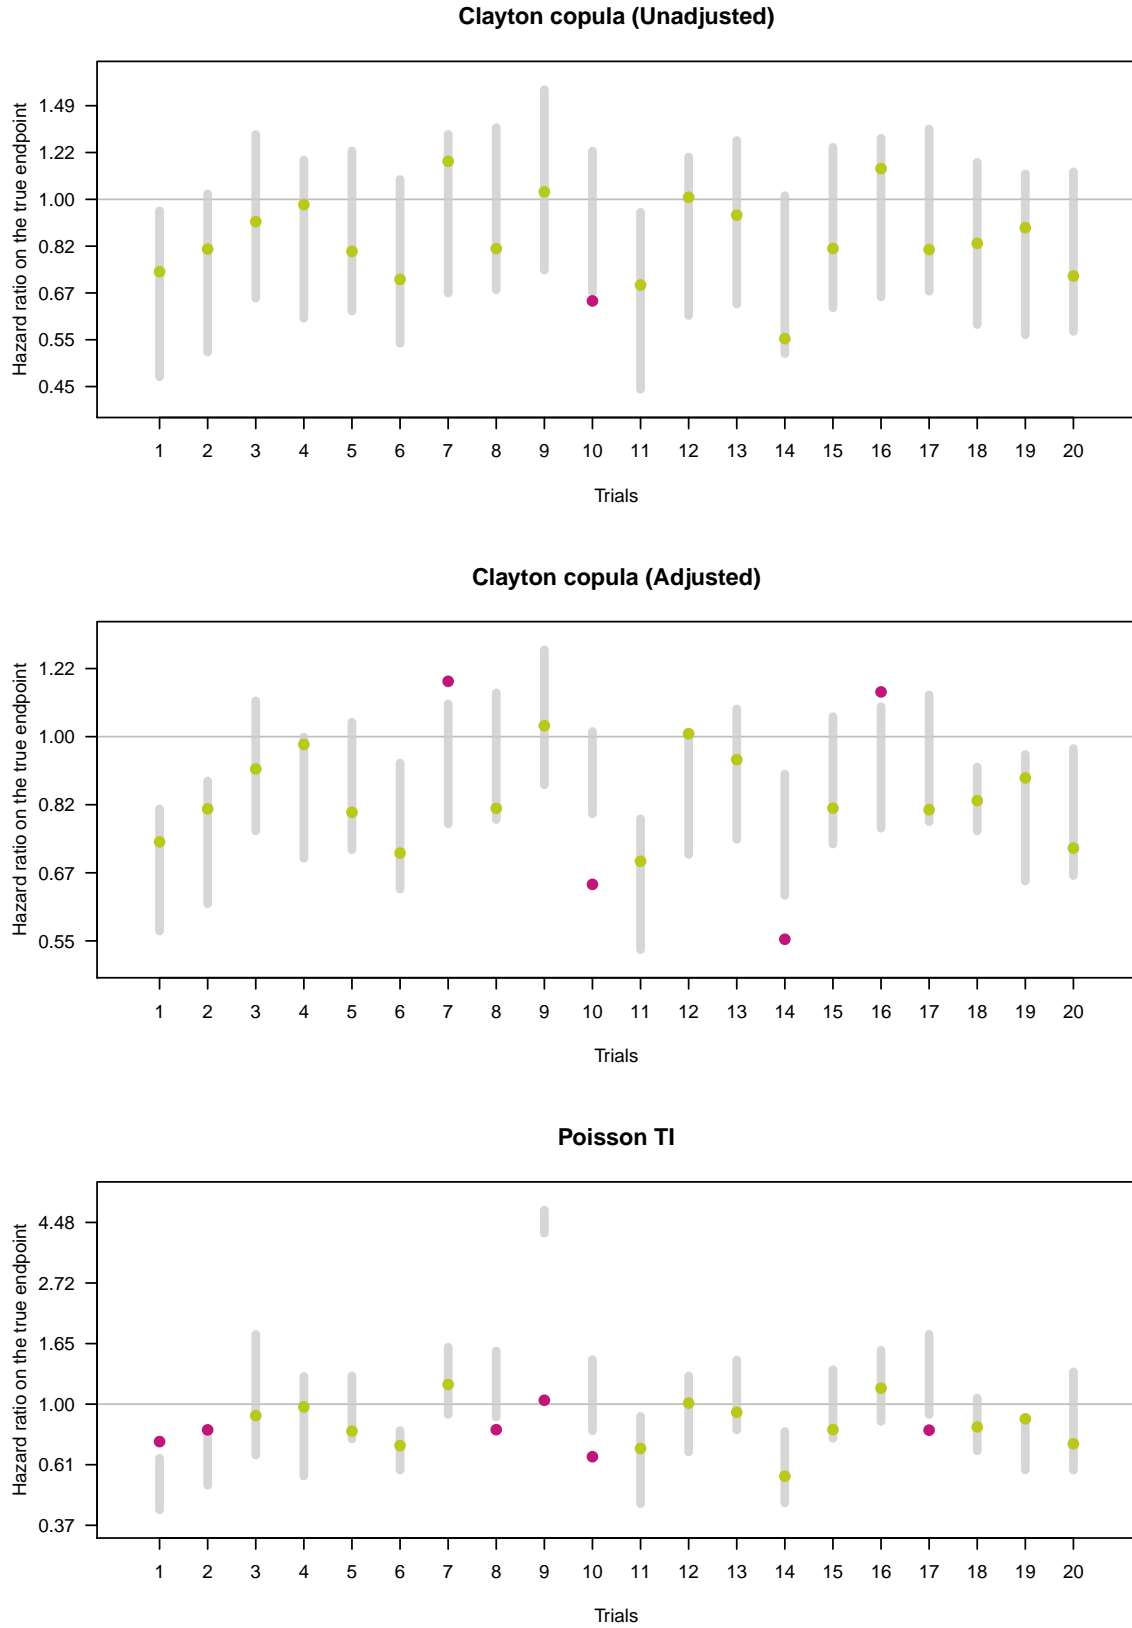 Clayton copula (Unadjusted)
Hazard ratio on the true endpoint
1.49
1.22
1.00
0.82
0.67
0.55
0.45
1 2 3 4 5 6 7 8 9 10 11 12 13 14 15 16 17 18 19 20
Trials
Clayton copula (Adjusted)
Hazard ratio on the true endpoint
1.22
1.00
0.82
0.67
0.55
1 2 3 4 5 6 7 8 9 10 11 12 13 14 15 16 17 18 19 20
Trials
Poisson TI
Hazard ratio on the true endpoint
4.48
2.72
1.65
1.00
0.61
0.37
1 2 3 4 5 6 7 8 9 10 11 12 13 14 15 16 17 18 19 20
Trials